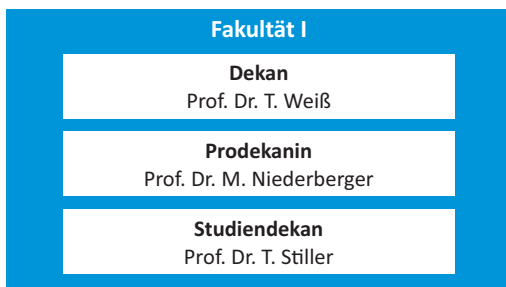 Fakultät I
Dekan
Prof. Dr. T. Weiß
Prodekanin
Prof. Dr. M. Niederberger
Studiendekan
Prof. Dr. T. Stiller